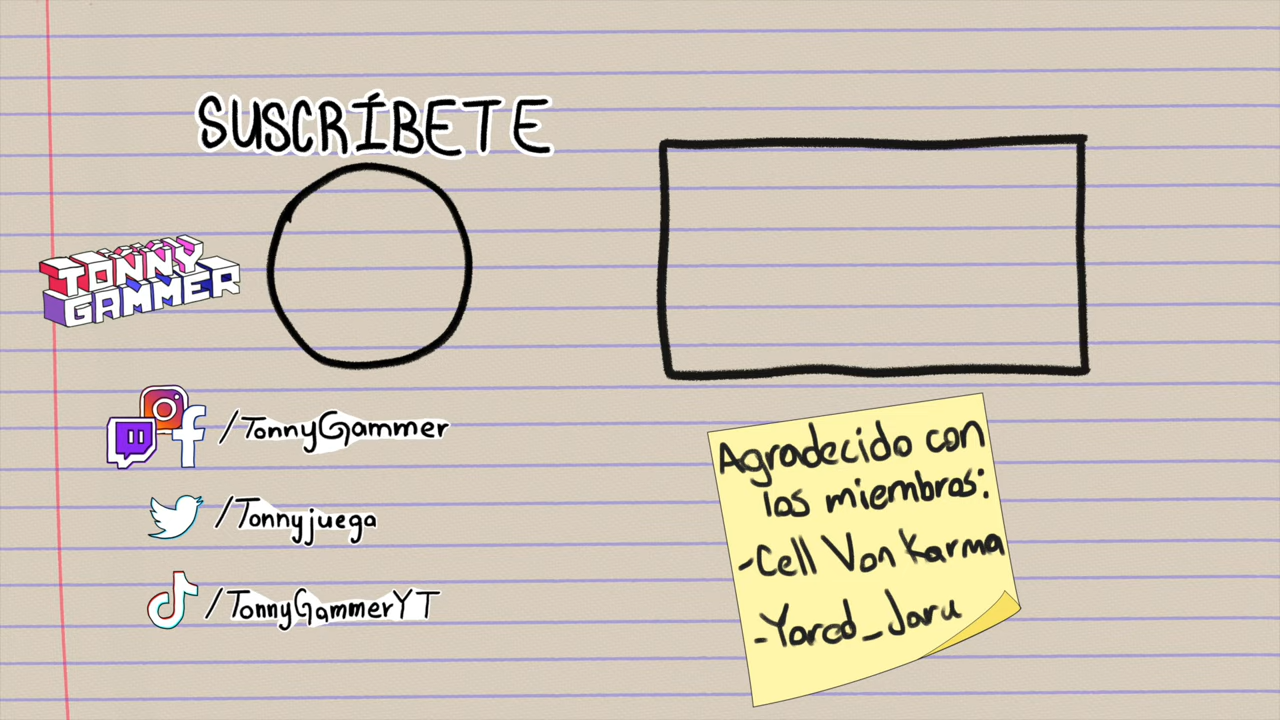 SUSCRÍBETE
TONNY
GAMMER
/TonnyGammer
/Tonnyjuega
/TonnyGammerYT
Agradecido con
los miembros:
-Cell Von Karma
-Yared_Jaru